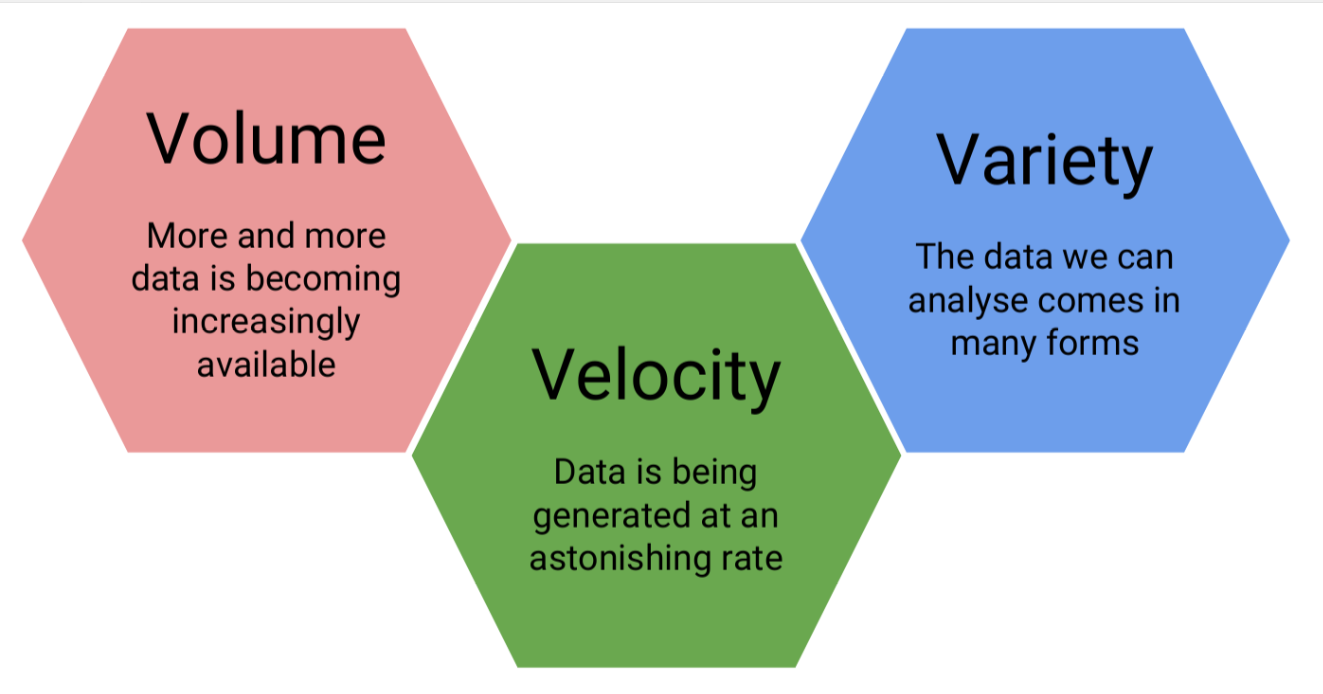 Volume
More and more
data is becoming
increasingly
available
Velocity
Data is being
generated at an
astonishing rate
Variety
The data we can
analyse comes in
many forms